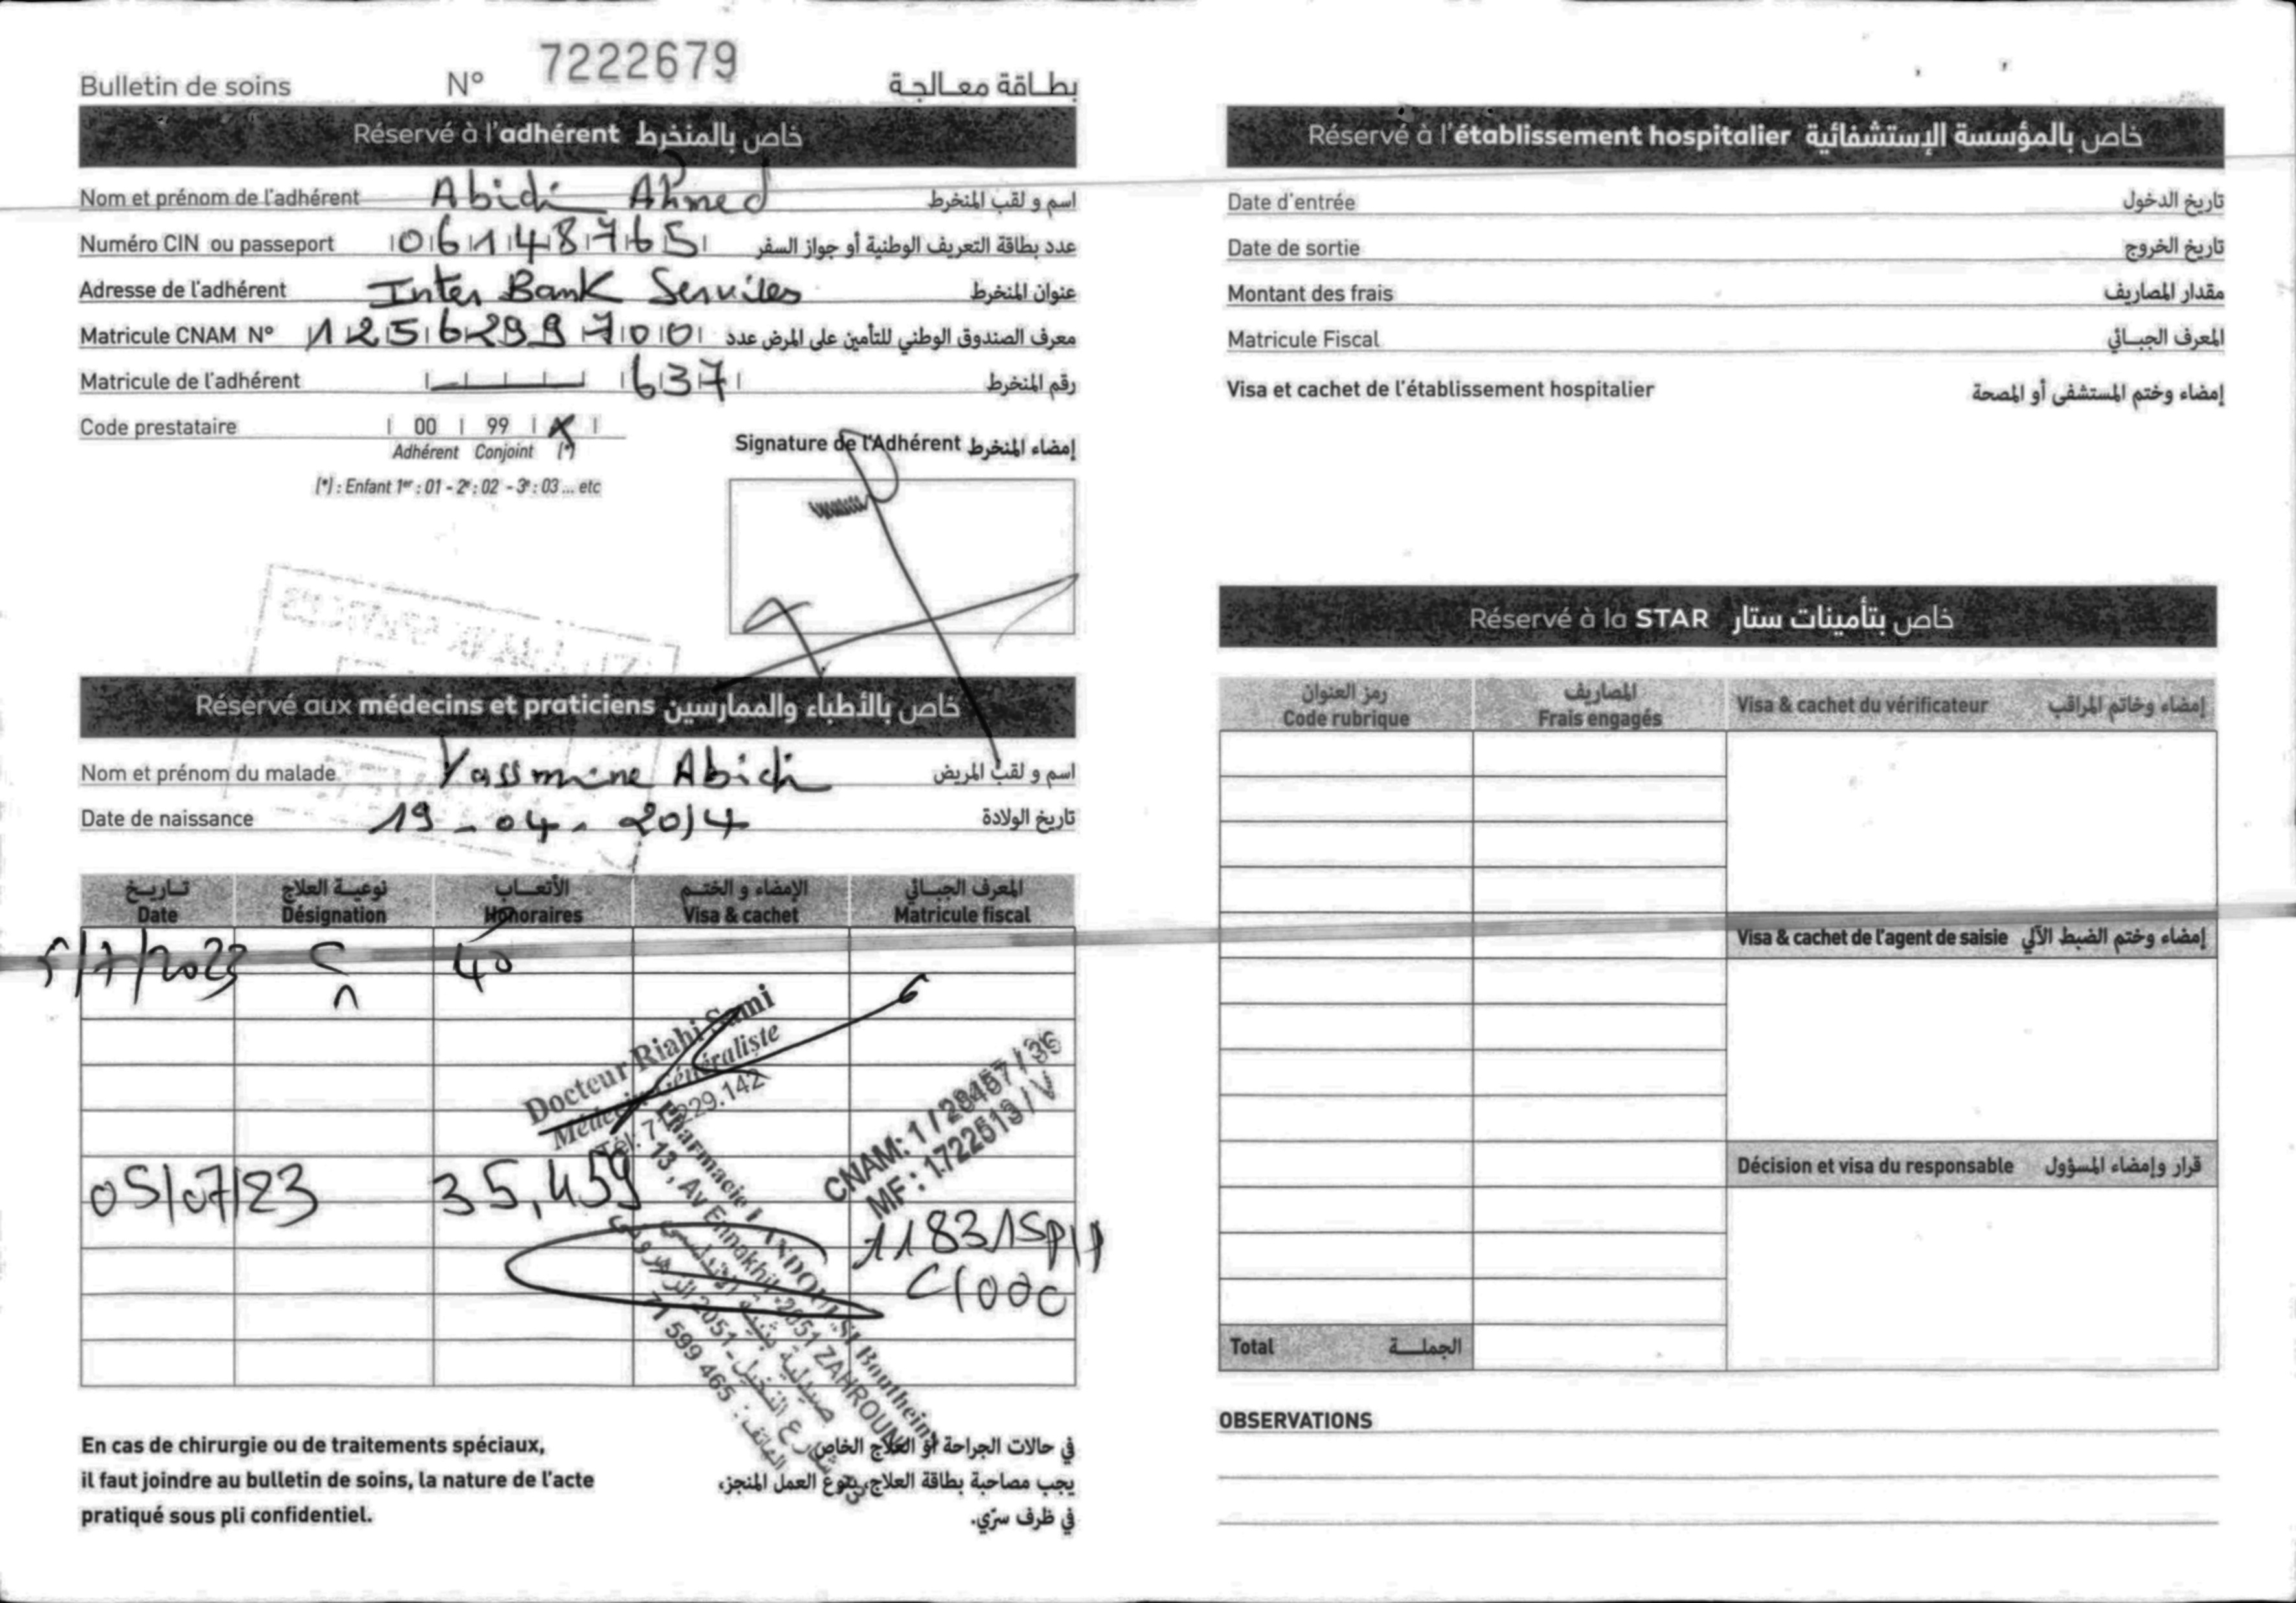 Bulletin de soins N° 7222679 بطاقة معالجة
Réservé à l'adhérent خاص بالمنخرط
Nom et prénom de l'adhérent Abidi Ahmed اسم و لقب المنخرط
Numéro CIN ou passeport 06148765 عدد بطاقة التعريف الوطنية أو جواز السفر
Adresse de l'adhérent Inter Bank Services عنوان المنخرط
Matricule CNAM N° 125629970 0 معرف الصندوق الوطني للتأمين على المرض عدد
Matricule de l'adhérent 637 رقم المنخرط
Code prestataire 00 99 X
Adhérent Conjoint (*)
(*) : Enfant 1er : 01 - 2e : 02 - 3e : 03 ... etc
Signature de l'Adhérent إمضاء المنخرط
Réservé aux médecins et praticiens خاص بالأطباء والممارسين
Nom et prénom du malade Yassmine Abidi اسم و لقب المريض
Date de naissance 19-04-2014 تاريخ الولادة
تاريخ نوعية العلاج الأتعاب الإمضاء و الختم المعرف الجبائي
Date Désignation Honoraires Visa & cachet Matricule fiscal
5/7/2023 C 40
Docteur Riahi Sami
Médecin Généraliste
Tél: 71.229.142
CNAM: 1 / 28457 / 36
MF : 1722513 / V
05/07/23 35,459
Pharmacie LANDOLSI Boutheina
13, Av Ennakhil - 2051 ZAHROUNI
صيدلية بثينة الأندلسي
شارع النخيل - 2051 الزهروني
الهاتف : 71 599 465
118315P/P
C/000
En cas de chirurgie ou de traitements spéciaux,
il faut joindre au bulletin de soins, la nature de l'acte
pratiqué sous pli confidentiel.
في حالات الجراحة أو العلاج الخاص
يجب مصاحبة بطاقة العلاج، بنوع العمل المنجز،
في ظرف سرّي.
Réservé à l'établissement hospitalier خاص بالمؤسسة الإستشفائية
Date d'entrée تاريخ الدخول
Date de sortie تاريخ الخروج
Montant des frais مقدار المصاريف
Matricule Fiscal المعرف الجبائي
Visa et cachet de l'établissement hospitalier إمضاء وختم المستشفى أو المصحة
Réservé à la STAR خاص بتأمينات ستار
رمز العنوان المصاريف
Code rubrique Frais engagés Visa & cachet du vérificateur إمضاء وخاتم المراقب
Visa & cachet de l'agent de saisie إمضاء وختم الضبط الآلي
Décision et visa du responsable قرار وإمضاء المسؤول
Total الجملة
OBSERVATIONS